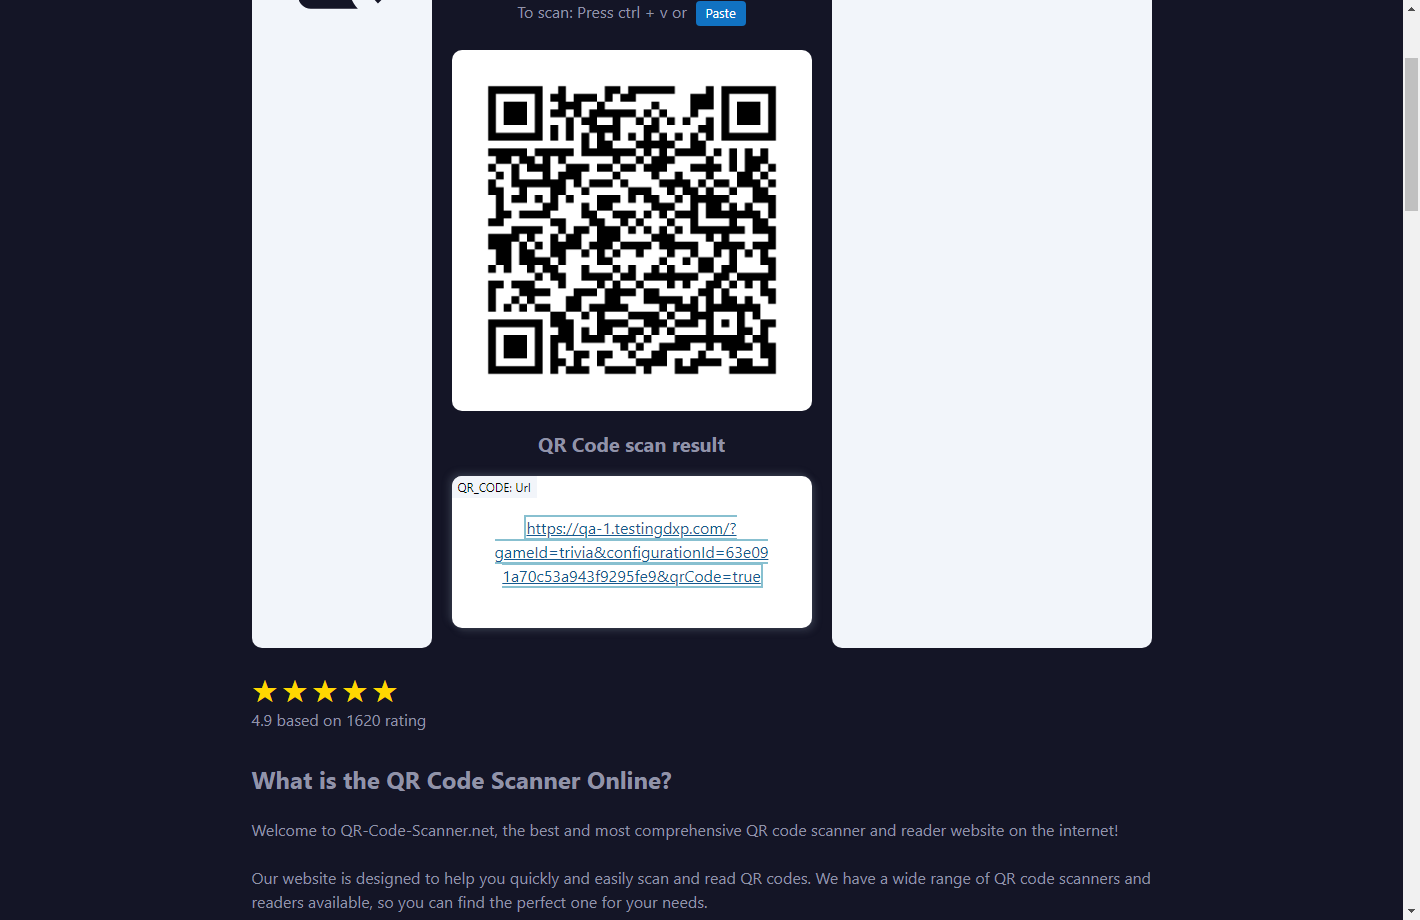 To scan: Press ctrl + v or Paste
QR Code scan result
QR_CODE: Url
https://qa-1.testingdxp.com/?
gameId=trivia&configurationId=63e09
1a70c53a943f9295fe9&qrCode=true
4.9 based on 1620 rating
What is the QR Code Scanner Online?
Welcome to QR-Code-Scanner.net, the best and most comprehensive QR code scanner and reader website on the internet!
Our website is designed to help you quickly and easily scan and read QR codes. We have a wide range of QR code scanners and
readers available, so you can find the perfect one for your needs.